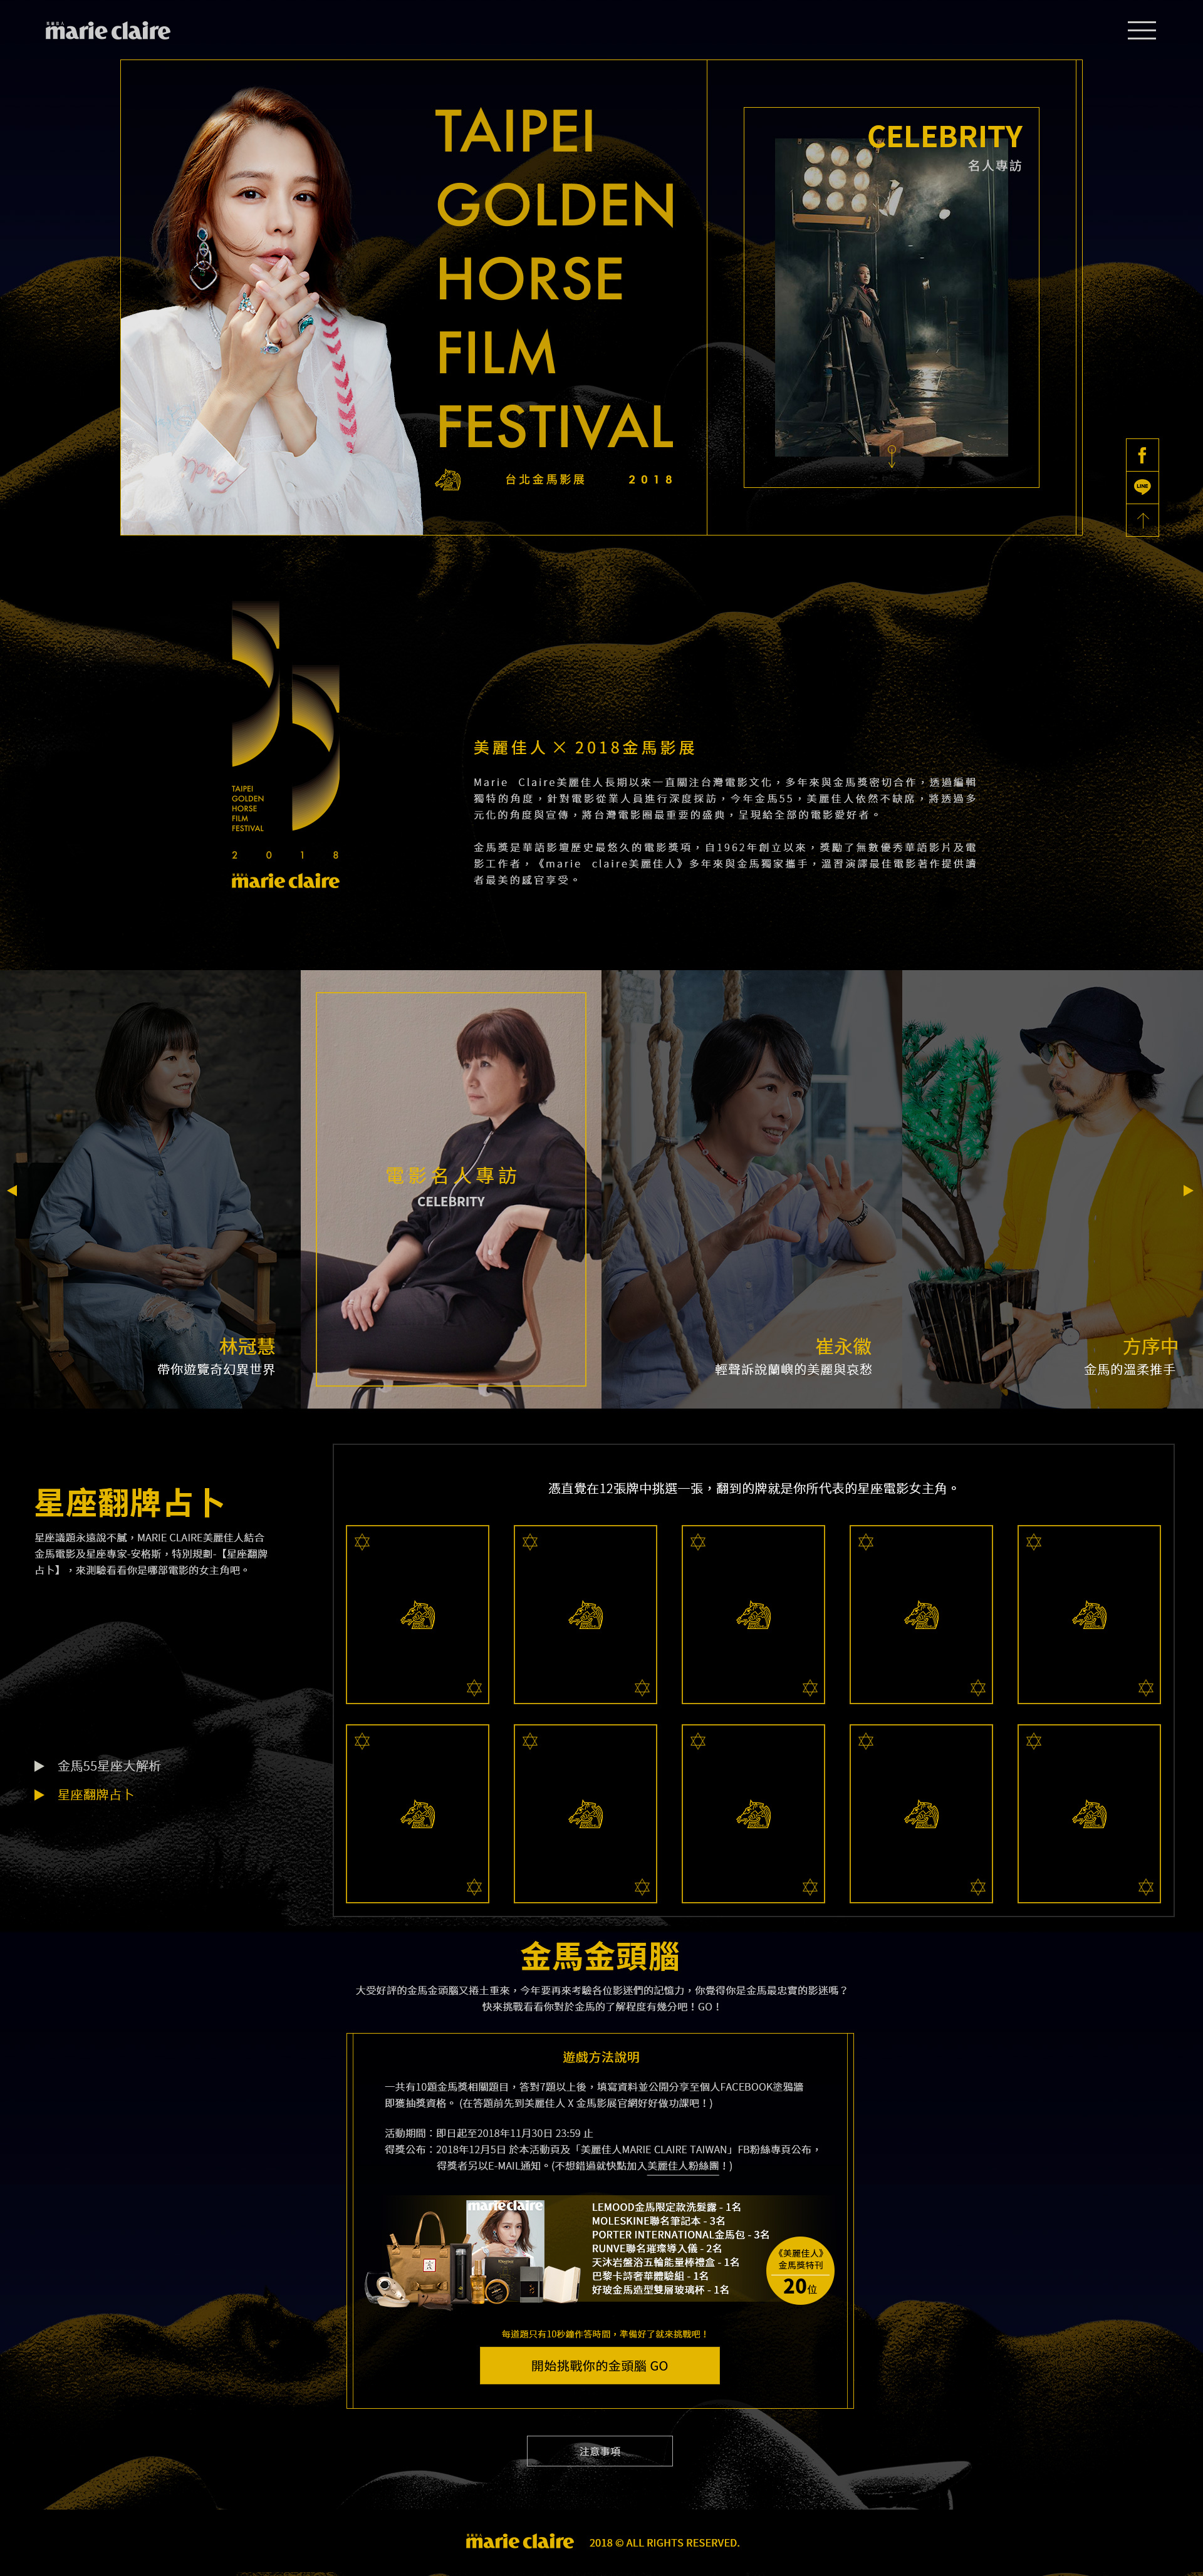 美麗佳人
marie claire
TAIPEI
GOLDEN
HORSE
FILM
FESTIVAL
台北金馬影展 2018
CELEBRITY
名人專訪
LINE
TAIPEI
GOLDEN
HORSE
FILM
FESTIVAL
2 0 1 8
美麗佳人
marie claire
美麗佳人 × 2018金馬影展
Marie Claire美麗佳人長期以來一直關注台灣電影文化，多年來與金馬獎密切合作，透過編輯
獨特的角度，針對電影從業人員進行深度採訪，今年金馬55，美麗佳人依然不缺席，將透過多
元化的角度與宣傳，將台灣電影圈最重要的盛典，呈現給全部的電影愛好者。
金馬獎是華語影壇歷史最悠久的電影獎項，自1962年創立以來，獎勵了無數優秀華語影片及電
影工作者，《marie claire美麗佳人》多年來與金馬獨家攜手，溫習演譯最佳電影著作提供讀
者最美的感官享受。
林冠慧
帶你遊覽奇幻異世界
電影名人專訪
CELEBRITY
崔永徽
輕聲訴說蘭嶼的美麗與哀愁
方序中
金馬的溫柔推手
星座翻牌占卜
星座議題永遠說不膩，MARIE CLAIRE美麗佳人結合
金馬電影及星座專家-安格斯，特別規劃-【星座翻牌
占卜】，來測驗看看你是哪部電影的女主角吧。
金馬55星座大解析
星座翻牌占卜
憑直覺在12張牌中挑選一張，翻到的牌就是你所代表的星座電影女主角。
金馬金頭腦
大受好評的金馬金頭腦又捲土重來，今年要再來考驗各位影迷們的記憶力，你覺得你是金馬最忠實的影迷嗎？
快來挑戰看看你對於金馬的了解程度有幾分吧！GO！
遊戲方法說明
一共有10題金馬獎相關題目，答對7題以上後，填寫資料並公開分享至個人FACEBOOK塗鴉牆
即獲抽獎資格。 (在答題前先到美麗佳人 X 金馬影展官網好好做功課吧！)
活動期間：即日起至2018年11月30日 23:59 止
得獎公布：2018年12月5日 於本活動頁及「美麗佳人MARIE CLAIRE TAIWAN」FB粉絲專頁公布，
得獎者另以E-MAIL通知。(不想錯過就快點加入美麗佳人粉絲團！)
marie claire
LEMOOD金馬限定款洗髮露 - 1名
MOLESKINE聯名筆記本 - 3名
PORTER INTERNATIONAL金馬包 - 3名
RUNVE聯名璀璨導入儀 - 2名
天沐岩盤浴五輪能量棒禮盒 - 1名
巴黎卡詩奢華體驗組 - 1名
好玻金馬造型雙層玻璃杯 - 1名
《美麗佳人》
金馬獎特刊
20位
每道題只有10秒鐘作答時間，準備好了就來挑戰吧！
開始挑戰你的金頭腦 GO
注意事項
美麗佳人
marie claire 2018 © ALL RIGHTS RESERVED.